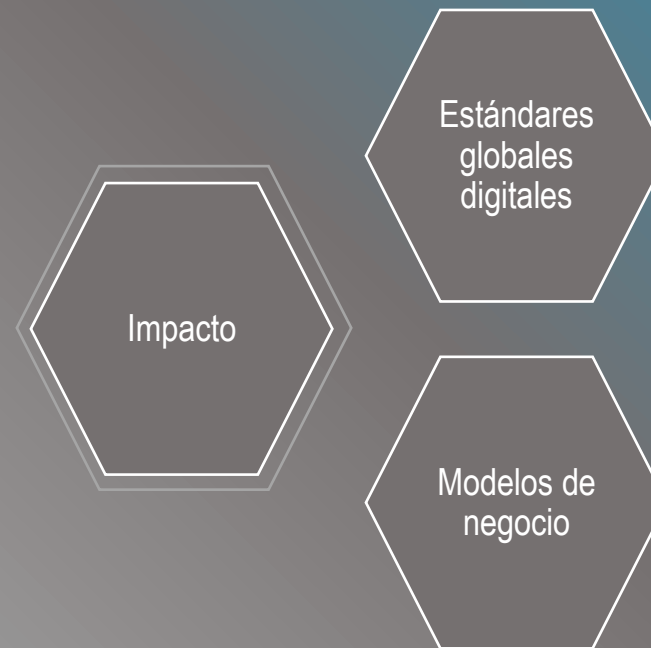 Estándares
globales
digitales
Impacto
Modelos de
negocio